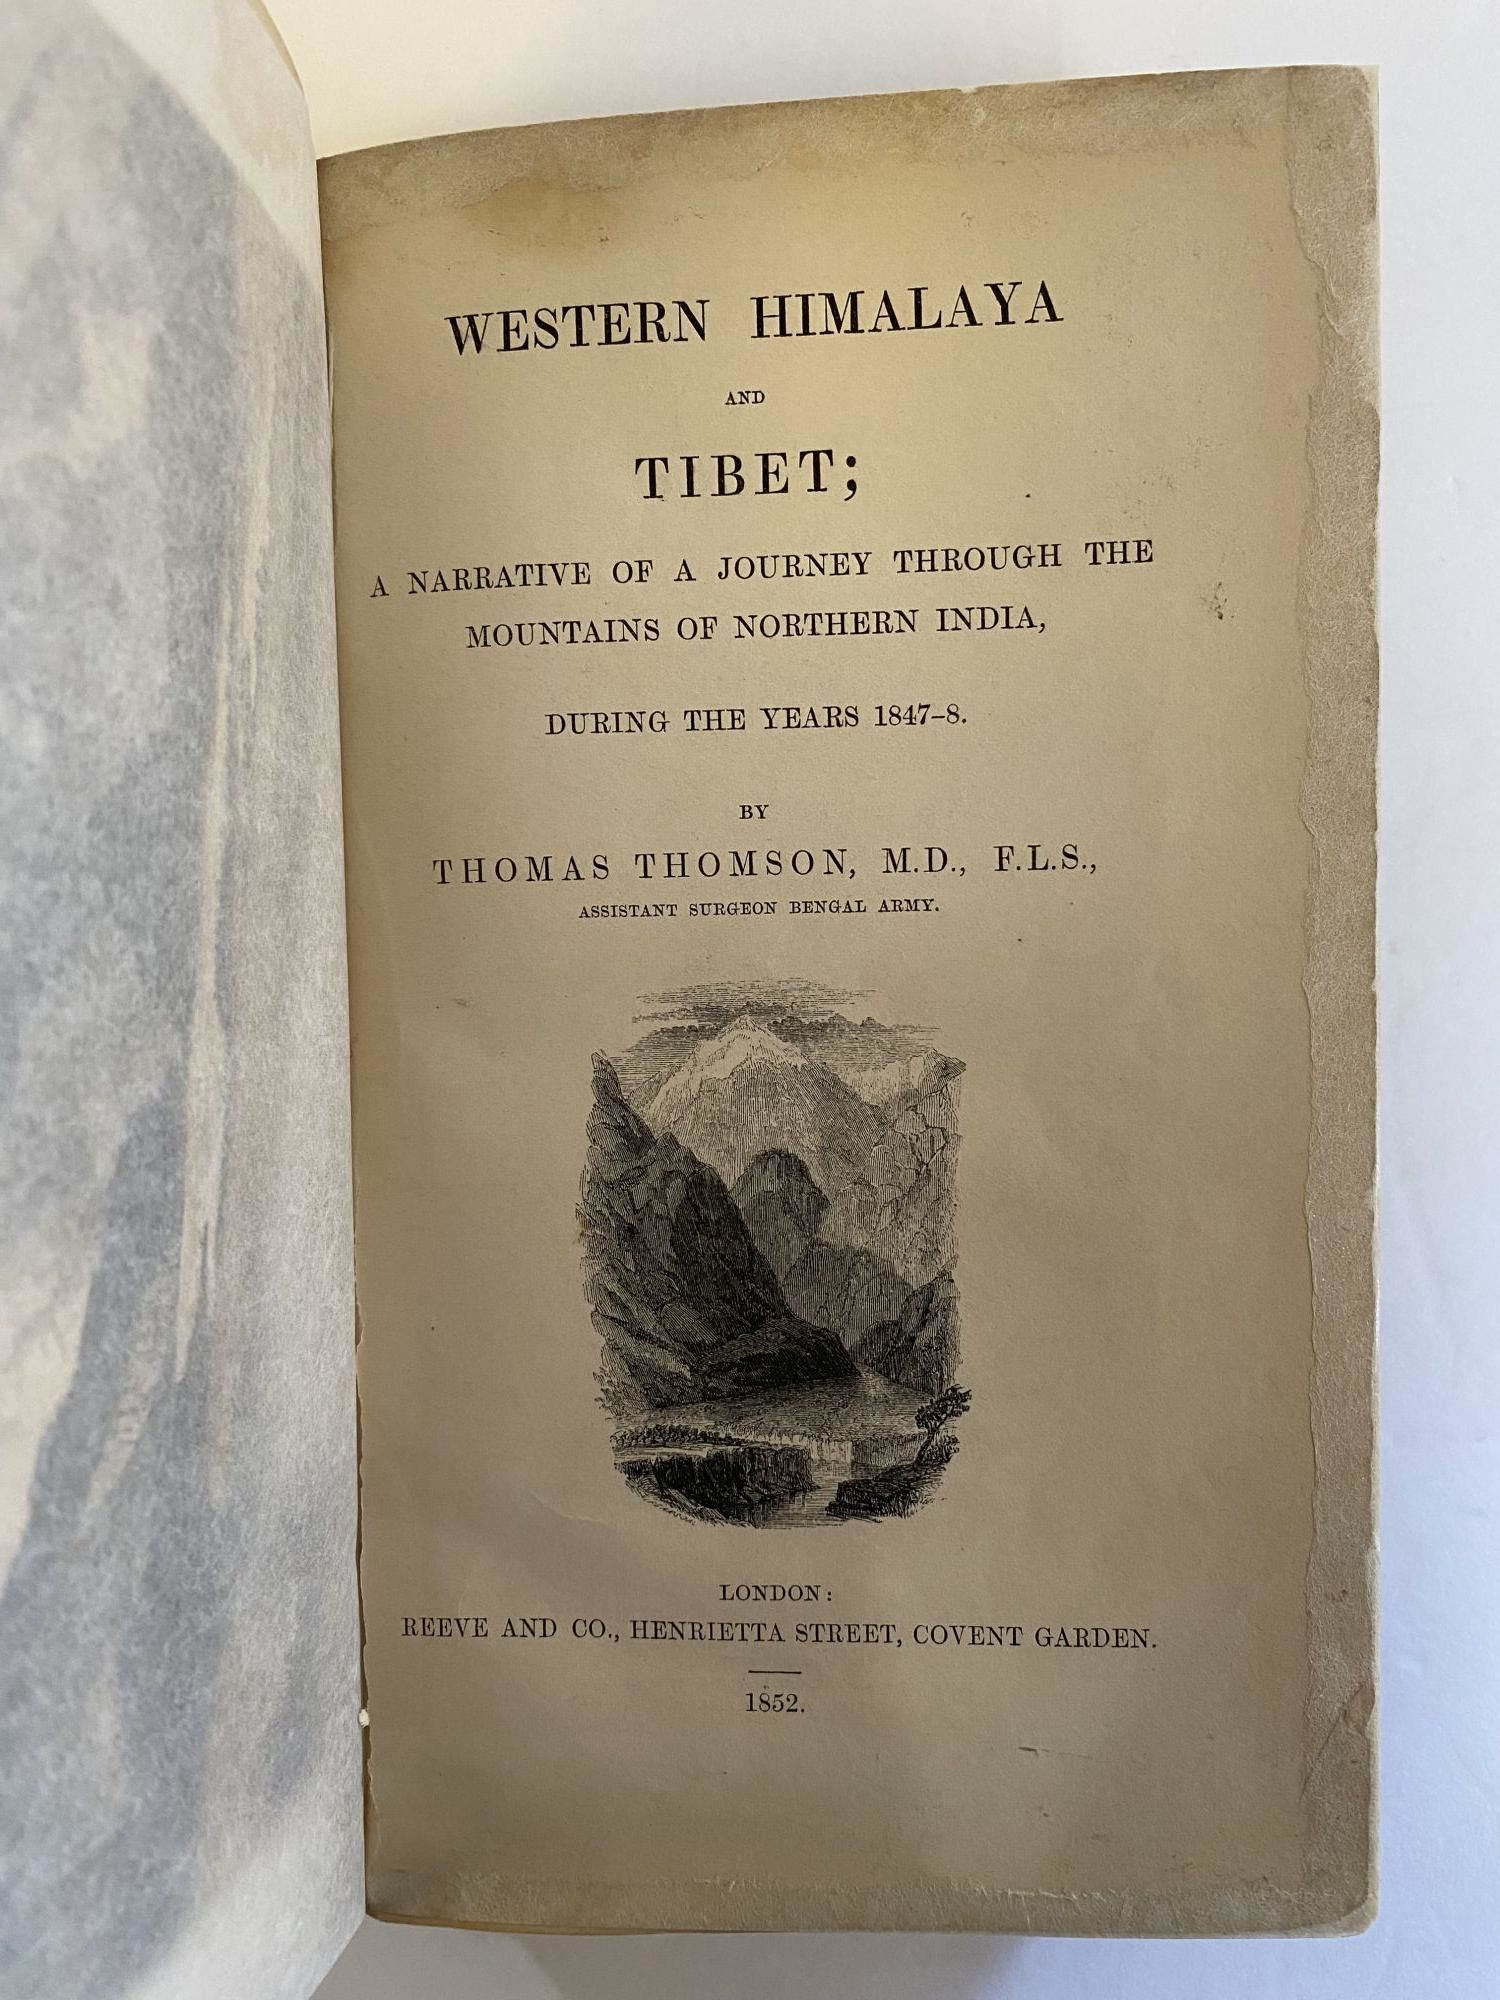 WESTERN HIMALAYA
AND
TIBET;
A NARRATIVE OF A JOURNEY THROUGH THE
MOUNTAINS OF NORTHERN INDIA,
DURING THE YEARS 1847–8.
BY
THOMAS THOMSON, M.D., F.L.S.,
ASSISTANT SURGEON BENGAL ARMY.
LONDON:
REEVE AND CO., HENRIETTA STREET, COVENT GARDEN.
1852.